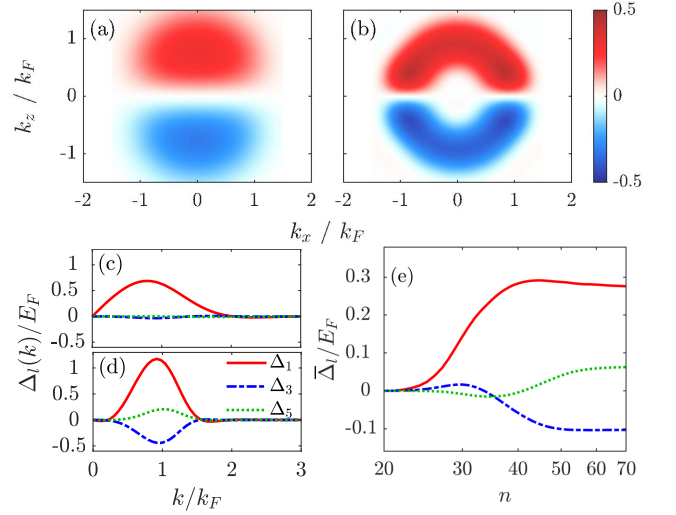 (a)
(b)
1
0
-1
k_z / k_F
-2 -1 0 1 2
-2 -1 0 1 2
0.5
0
-0.5
k_x / k_F
(c)
1
0.5
0
-0.5
(d)
1
0.5
0
-0.5
Δ_l(k)/E_F
Δ_1
Δ_3
Δ_5
0 1 2 3
k/k_F
(e)
0.3
0.2
0.1
0
-0.1
Δ̅_l/E_F
20 30 40 50 60 70
n